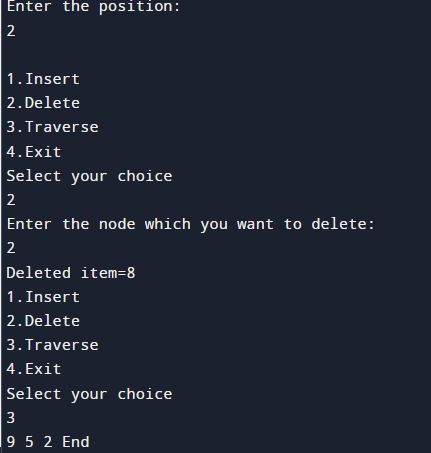 Enter the position:
2
1.Insert
2.Delete
3.Traverse
4.Exit
Select your choice
2
Enter the node which you want to delete:
2
Deleted item=8
1.Insert
2.Delete
3.Traverse
4.Exit
Select your choice
3
9 5 2 End